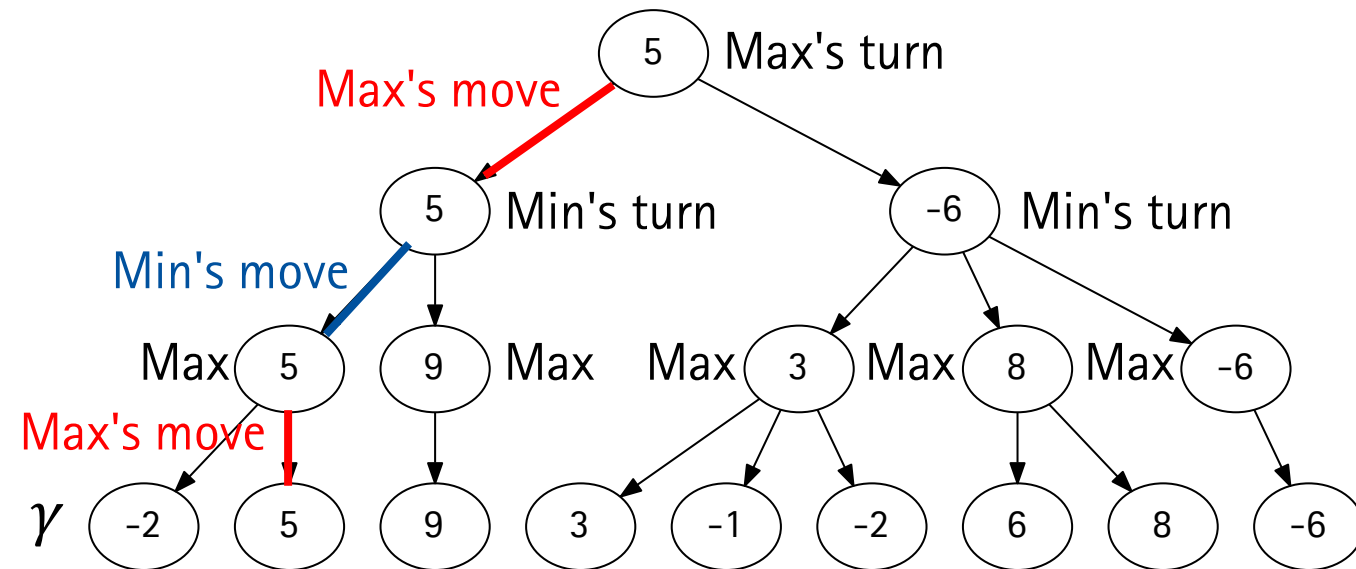 5 Max's turn
Max's move
5 Min's turn -6 Min's turn
Min's move
Max 5 9 Max Max 3 Max 8 Max -6
Max's move
γ -2 5 9 3 -1 -2 6 8 -6